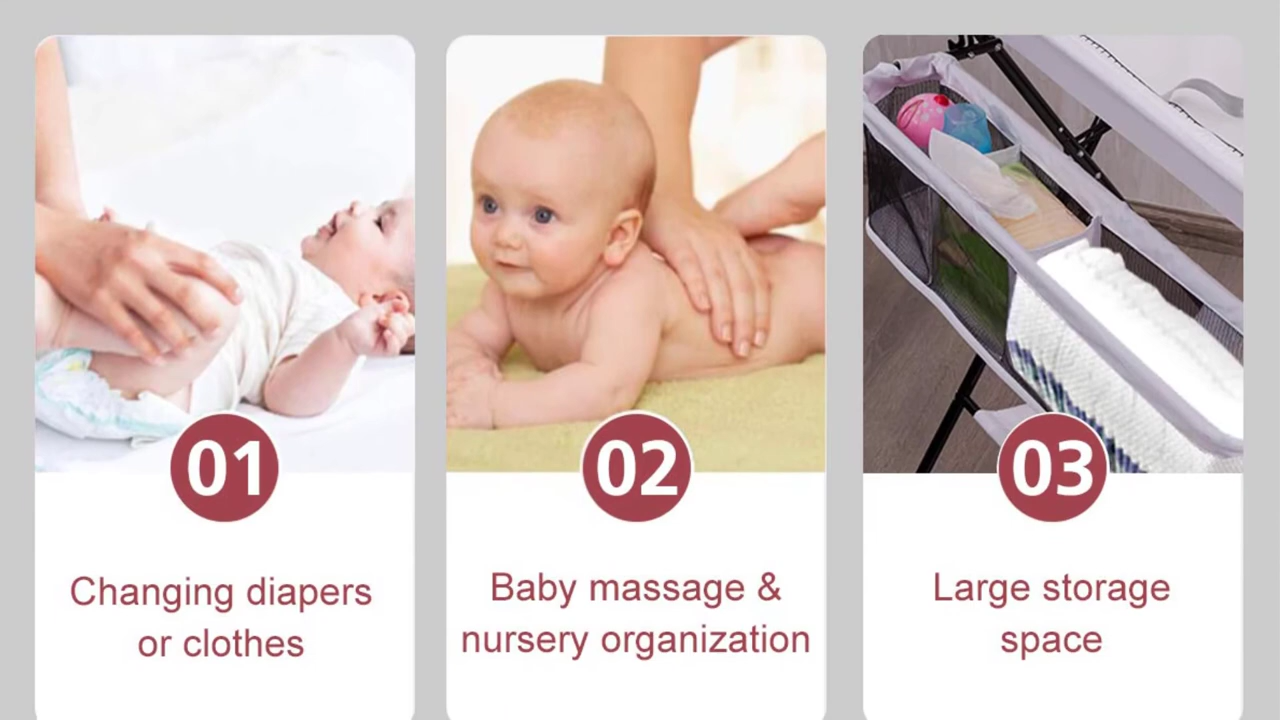 01
Changing diapers
or clothes
02
Baby massage &
nursery organization
03
Large storage
space